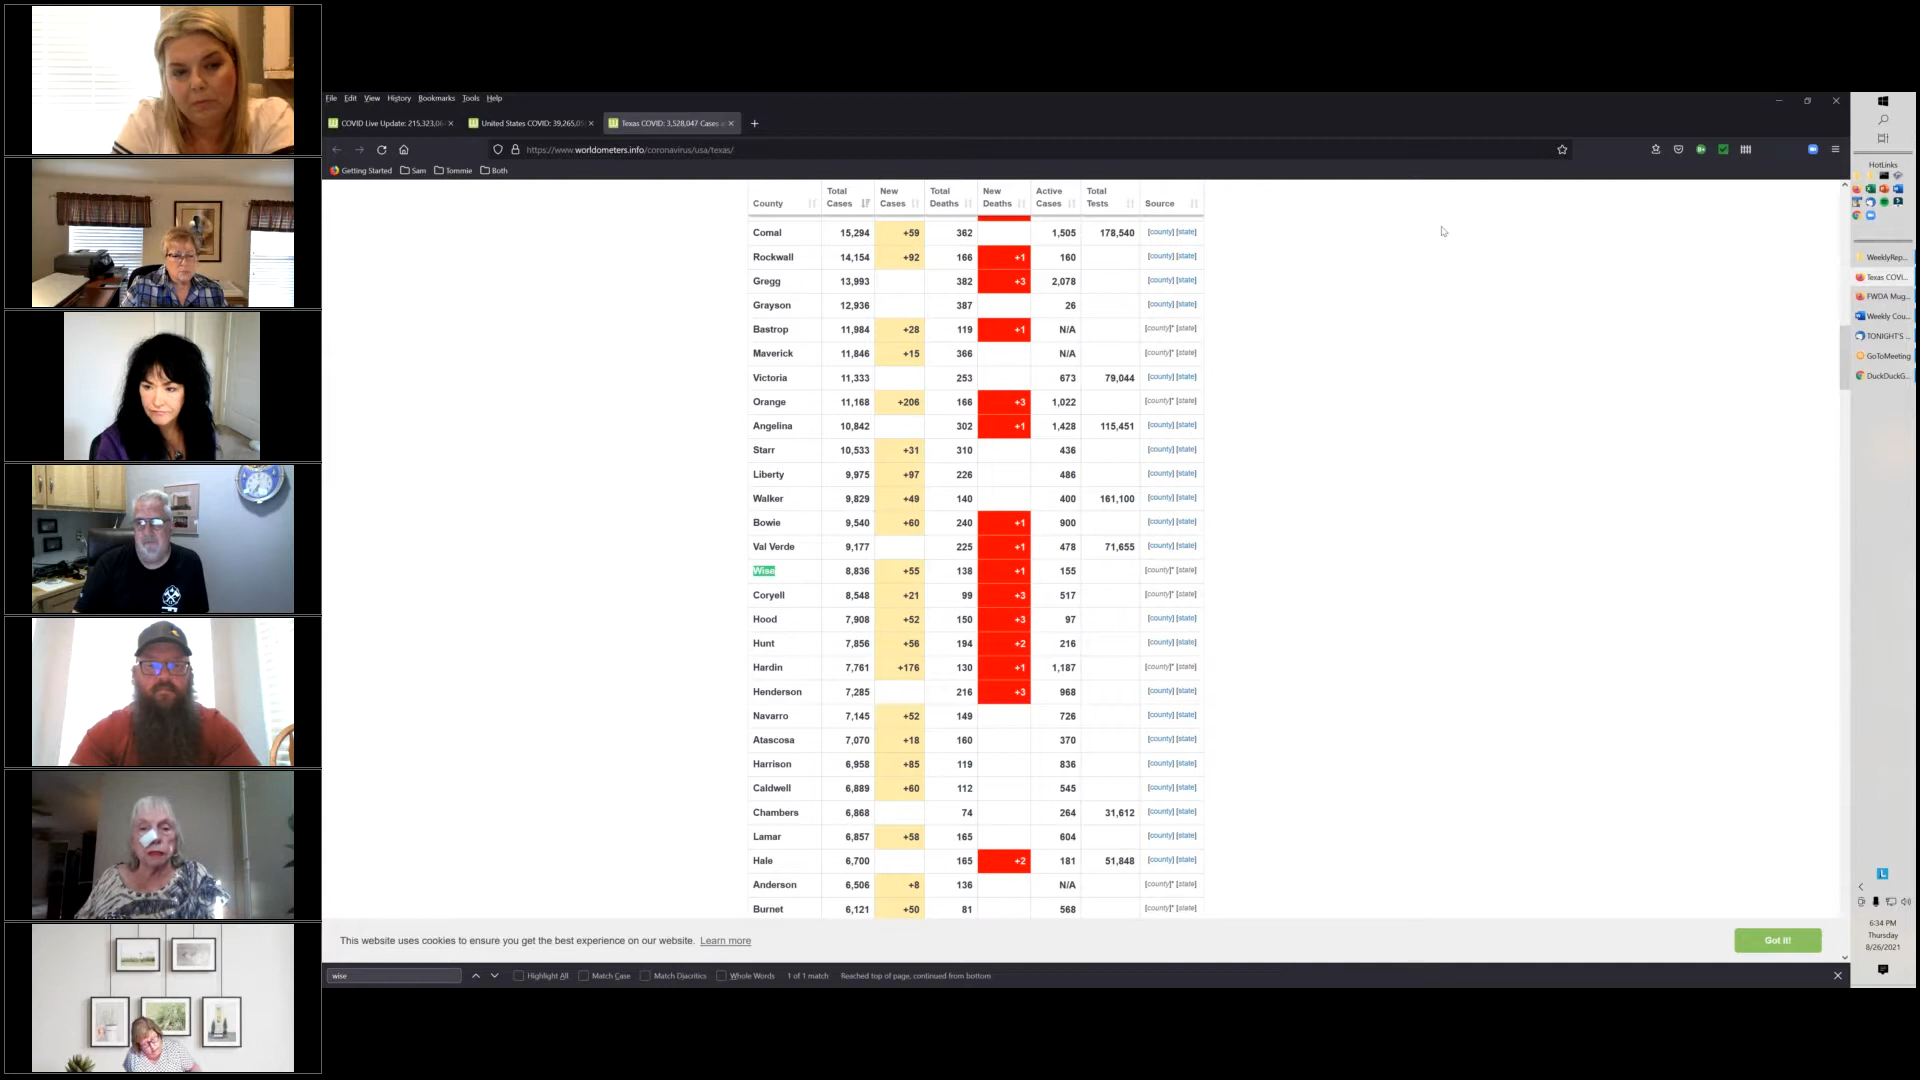 File Edit View History Bookmarks Tools Help
COVID Live Update: 215,323,06 × United States COVID: 39,265,05 × Texas COVID: 3,528,047 Cases × +
https://www.worldometers.info/coronavirus/usa/texas/
Getting Started Sam Tommie Both
County Total Cases New Cases Total Deaths New Deaths Active Cases Total Tests Source
Comal 15,294 +59 362 1,505 178,540 [county] [state]
Rockwall 14,154 +92 166 +1 160 [county] [state]
Gregg 13,993 382 +3 2,078 [county] [state]
Grayson 12,936 387 26 [county] [state]
Bastrop 11,984 +28 119 +1 N/A [county]* [state]
Maverick 11,846 +15 366 N/A [county]* [state]
Victoria 11,333 253 673 79,044 [county] [state]
Orange 11,168 +206 166 +3 1,022 [county]* [state]
Angelina 10,842 302 +1 1,428 115,451 [county] [state]
Starr 10,533 +31 310 436 [county] [state]
Liberty 9,975 +97 226 486 [county] [state]
Walker 9,829 +49 140 400 161,100 [county] [state]
Bowie 9,540 +60 240 +1 900 [county] [state]
Val Verde 9,177 225 +1 478 71,655 [county] [state]
Wise 8,836 +55 138 +1 155 [county]* [state]
Coryell 8,548 +21 99 +3 517 [county]* [state]
Hood 7,908 +52 150 +3 97 [county] [state]
Hunt 7,856 +56 194 +2 216 [county] [state]
Hardin 7,761 +176 130 +1 1,187 [county]* [state]
Henderson 7,285 216 +3 968 [county] [state]
Navarro 7,145 +52 149 726 [county] [state]
Atascosa 7,070 +18 160 370 [county] [state]
Harrison 6,958 +85 119 836 [county] [state]
Caldwell 6,889 +60 112 545 [county] [state]
Chambers 6,868 74 264 31,612 [county] [state]
Lamar 6,857 +58 165 604 [county] [state]
Hale 6,700 165 +2 181 51,848 [county] [state]
Anderson 6,506 +8 136 N/A [county]* [state]
Burnet 6,121 +50 81 568 [county]* [state]
This website uses cookies to ensure you get the best experience on our website. Learn more Got it!
wise Highlight All Match Case Match Diacritics Whole Words 1 of 1 match Reached top of page, continued from bottom
HotLinks
WeeklyRep...
Texas COVI...
FWDA Mug...
Weekly Cou...
TONIGHT'S ...
GoToMeeting
DuckDuckG...
L
6:34 PM
Thursday
8/26/2021